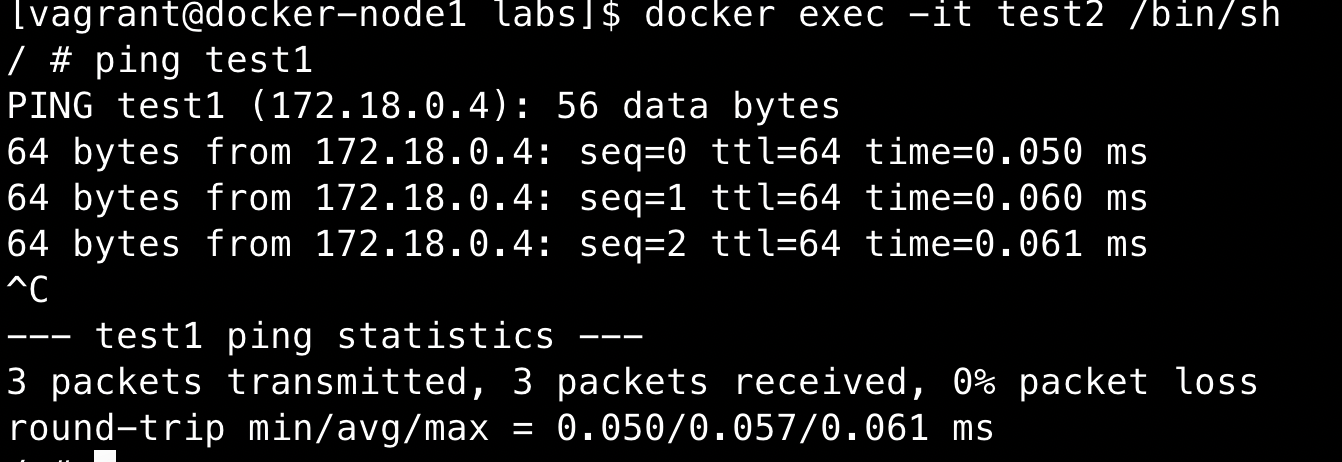 [vagrant@docker-node1 labs]$ docker exec -it test2 /bin/sh
/ # ping test1
PING test1 (172.18.0.4): 56 data bytes
64 bytes from 172.18.0.4: seq=0 ttl=64 time=0.050 ms
64 bytes from 172.18.0.4: seq=1 ttl=64 time=0.060 ms
64 bytes from 172.18.0.4: seq=2 ttl=64 time=0.061 ms
^C
--- test1 ping statistics ---
3 packets transmitted, 3 packets received, 0% packet loss
round-trip min/avg/max = 0.050/0.057/0.061 ms
/ #